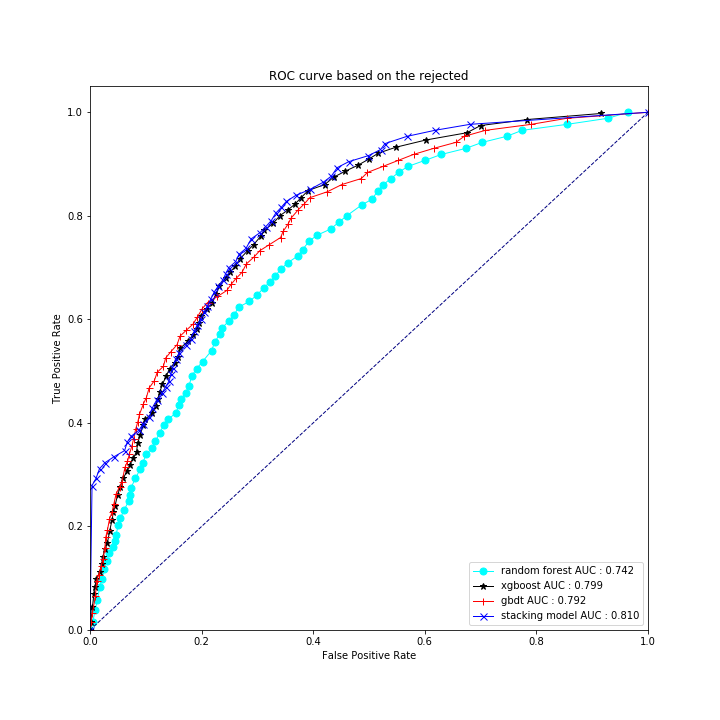 ROC curve based on the rejected
1.0
0.8
0.6
0.4
0.2
0.0
True Positive Rate
random forest AUC : 0.742
xgboost AUC : 0.799
gbdt AUC : 0.792
stacking model AUC : 0.810
0.0 0.2 0.4 0.6 0.8 1.0
False Positive Rate